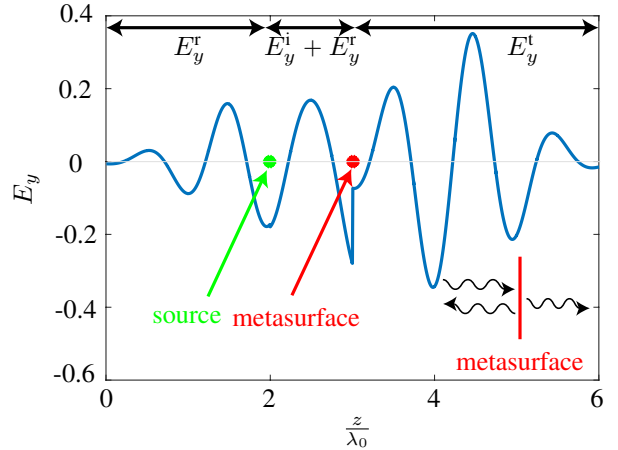 0.4
E_y^r E_y^i + E_y^r E_y^t
0.2
0
E_y
-0.2
source metasurface
-0.4
metasurface
-0.6
0 2 4 6
z/λ_0